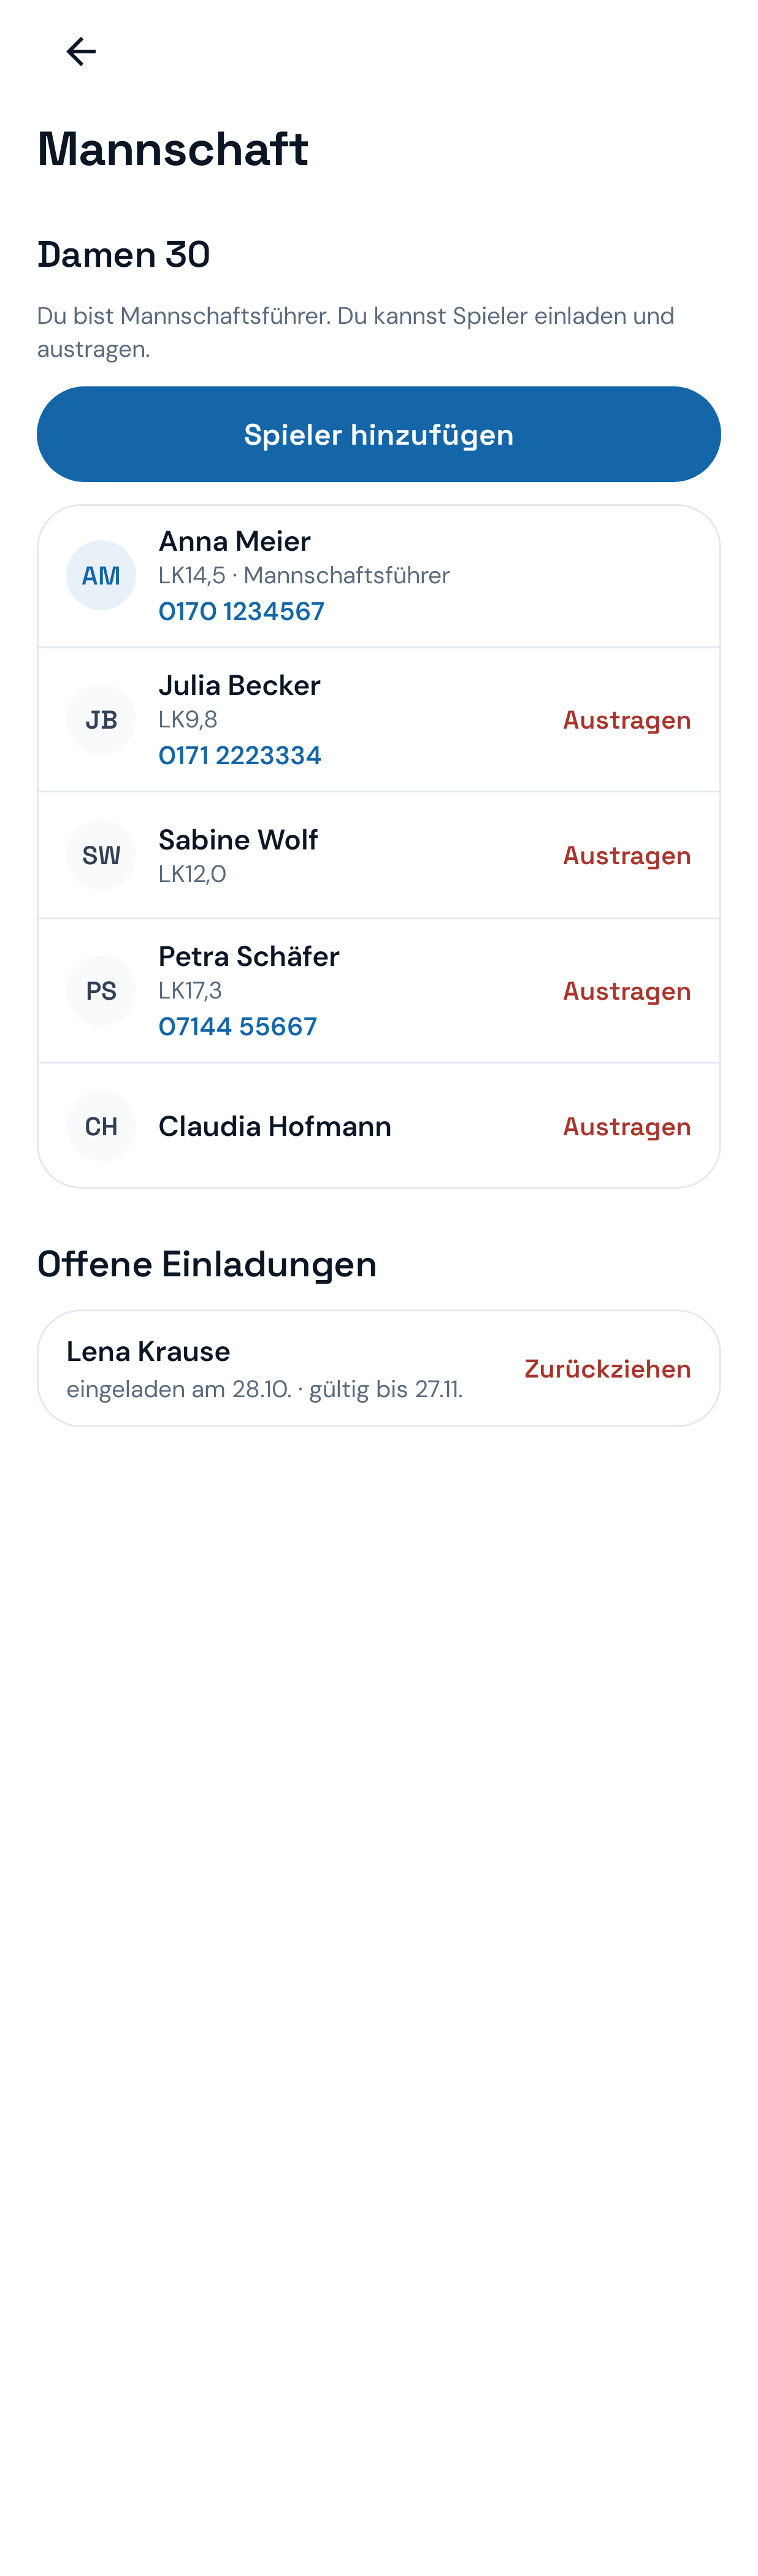 Mannschaft
Damen 30
Du bist Mannschaftsführer. Du kannst Spieler einladen und
austragen.
Spieler hinzufügen
AM
Anna Meier
LK14,5 · Mannschaftsführer
0170 1234567
JB
Julia Becker
LK9,8
0171 2223334
Austragen
SW
Sabine Wolf
LK12,0
Austragen
PS
Petra Schäfer
LK17,3
07144 55667
Austragen
CH
Claudia Hofmann
Austragen
Offene Einladungen
Lena Krause
eingeladen am 28.10. · gültig bis 27.11.
Zurückziehen